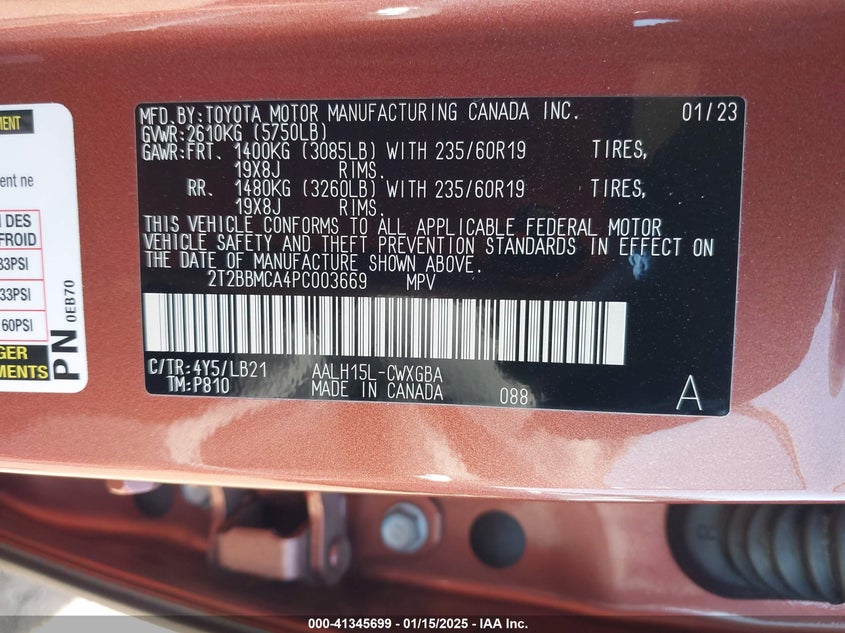 MENT
ent ne
N DES
FROID
33PSI
33PSI
60PSI
GER
MENTS
PN 0EB70
MFD.BY:TOYOTA MOTOR MANUFACTURING CANADA INC. 01/23
GVWR:2610KG (5750LB)
GAWR:FRT. 1400KG (3085LB) WITH 235/60R19 TIRES,
19X8J RIMS.
RR. 1480KG (3260LB) WITH 235/60R19 TIRES,
19X8J RIMS.
THIS VEHICLE CONFORMS TO ALL APPLICABLE FEDERAL MOTOR
VEHICLE SAFETY AND THEFT PREVENTION STANDARDS IN EFFECT ON
THE DATE OF MANUFACTURE SHOWN ABOVE.
2T2BBMCA4PC003669 MPV
C/TR:4Y5/LB21 AALH15L-CWXGBA
TM:P810 MADE IN CANADA 088 A
000-41345699 - 01/15/2025 - IAA Inc.